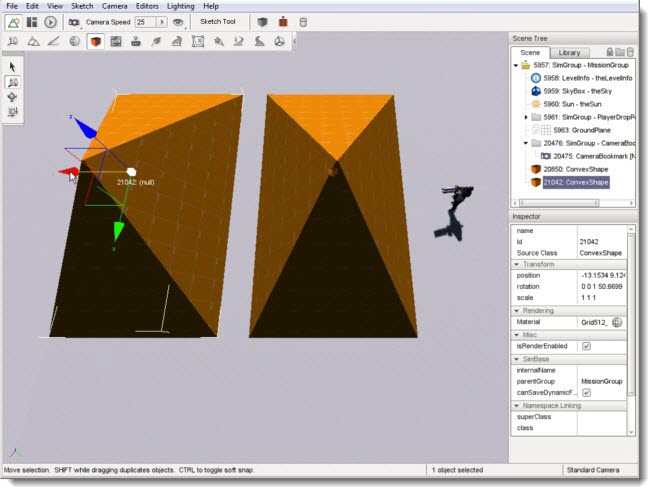 File Edit View Sketch Camera Editors Lighting Help
Camera Speed 25 Sketch Tool
Scene Tree
Scene Library
5957: SimGroup - MissionGroup
5958: LevelInfo - theLevelInfo
5959: SkyBox - theSky
5960: Sun - theSun
5961: SimGroup - PlayerDropP
5963: GroundPlane
20476: SimGroup - CameraBoo
20475: CameraBookmark [N
20850: ConvexShape
21042: ConvexShape
z
21042: (null)
y
Inspector
name
Id 21042
Source Class ConvexShape
Transform
position -13.1534 9.124
rotation 0 0 1 50.6699
scale 1 1 1
Rendering
Material Grid512_
Misc
isRenderEnabled
SimBase
internalName
parentGroup MissionGroup
canSaveDynamicF...
Namespace Linking
superClass
class
Move selection. SHIFT while dragging duplicates objects. CTRL to toggle soft snap. 1 object selected Standard Camera